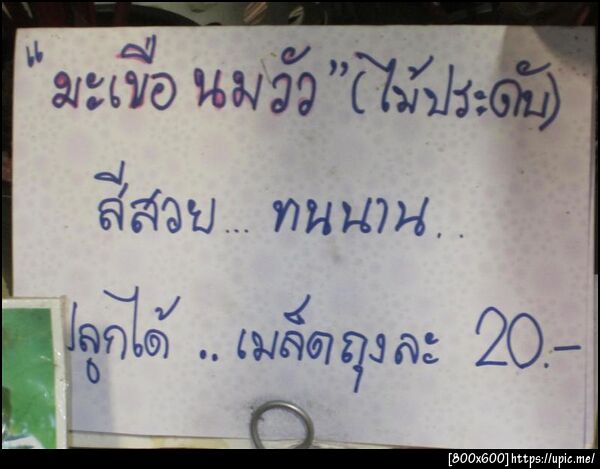 "มะเขือ นมวัว" (ไม้ประดับ)
สีสวย... ทนนาน..
ปลูกได้ .. เมล็ดถุงละ 20.-
[800x600]https://upic.me/